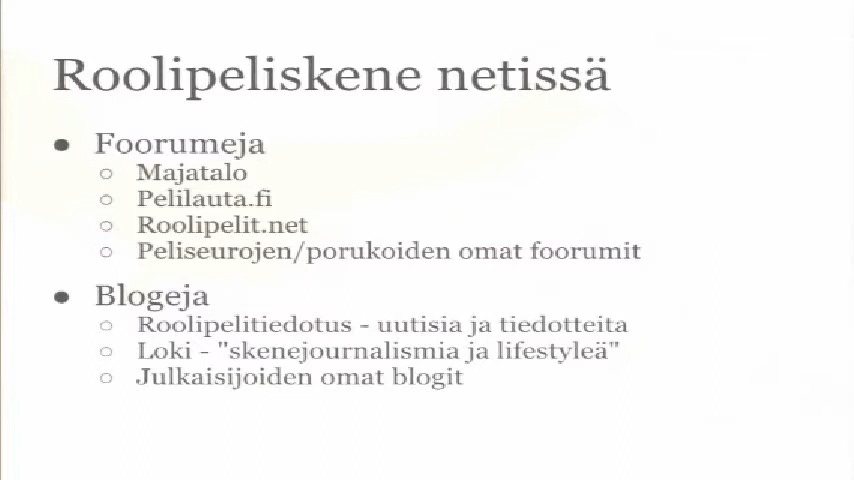 Roolipeliskene netissä
● Foorumeja
○ Majatalo
○ Pelilauta.fi
○ Roolipelit.net
○ Peliseurojen/porukoiden omat foorumit
● Blogeja
○ Roolipelitiedotus - uutisia ja tiedotteita
○ Loki - "skenejournalismia ja lifestyleä"
○ Julkaisijoiden omat blogit